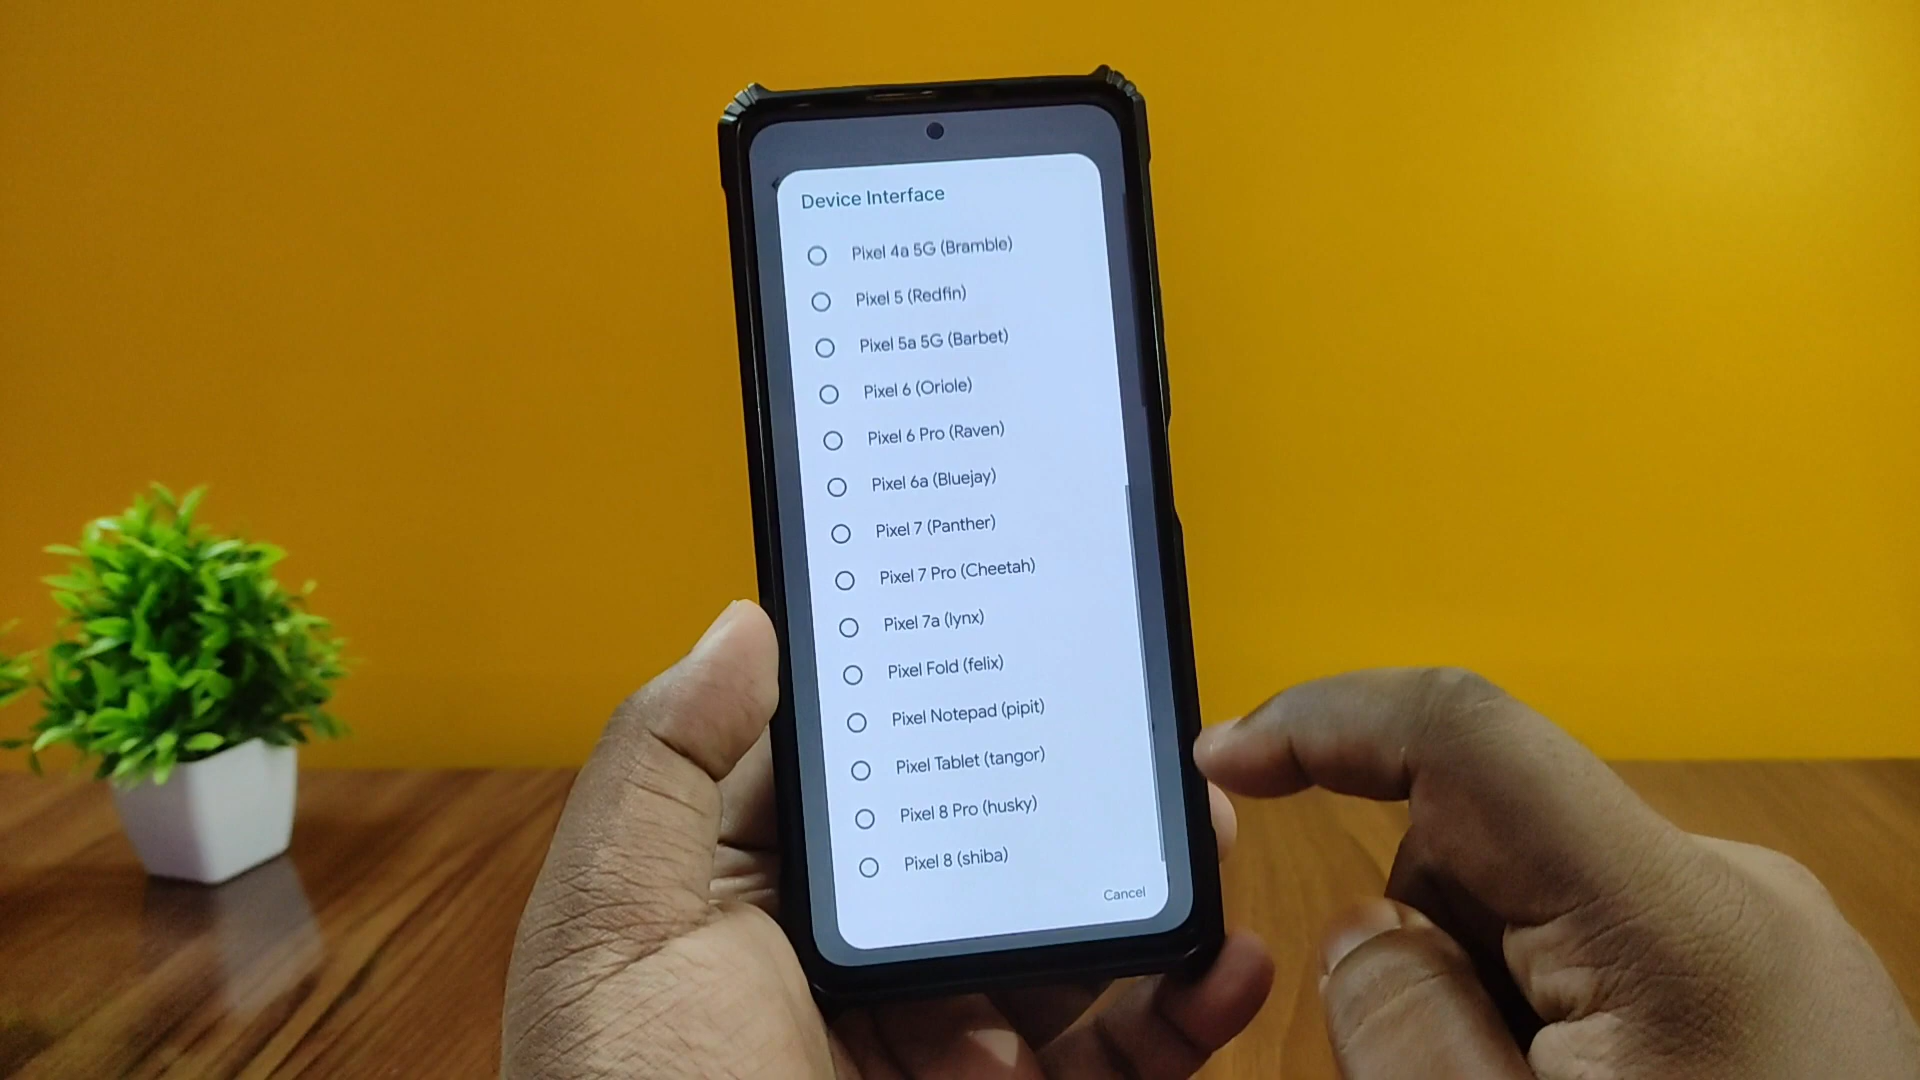 Device Interface
Pixel 4a 5G (Bramble)
Pixel 5 (Redfin)
Pixel 5a 5G (Barbet)
Pixel 6 (Oriole)
Pixel 6 Pro (Raven)
Pixel 6a (Bluejay)
Pixel 7 (Panther)
Pixel 7 Pro (Cheetah)
Pixel 7a (lynx)
Pixel Fold (felix)
Pixel Notepad (pipit)
Pixel Tablet (tangor)
Pixel 8 Pro (husky)
Pixel 8 (shiba)
Cancel